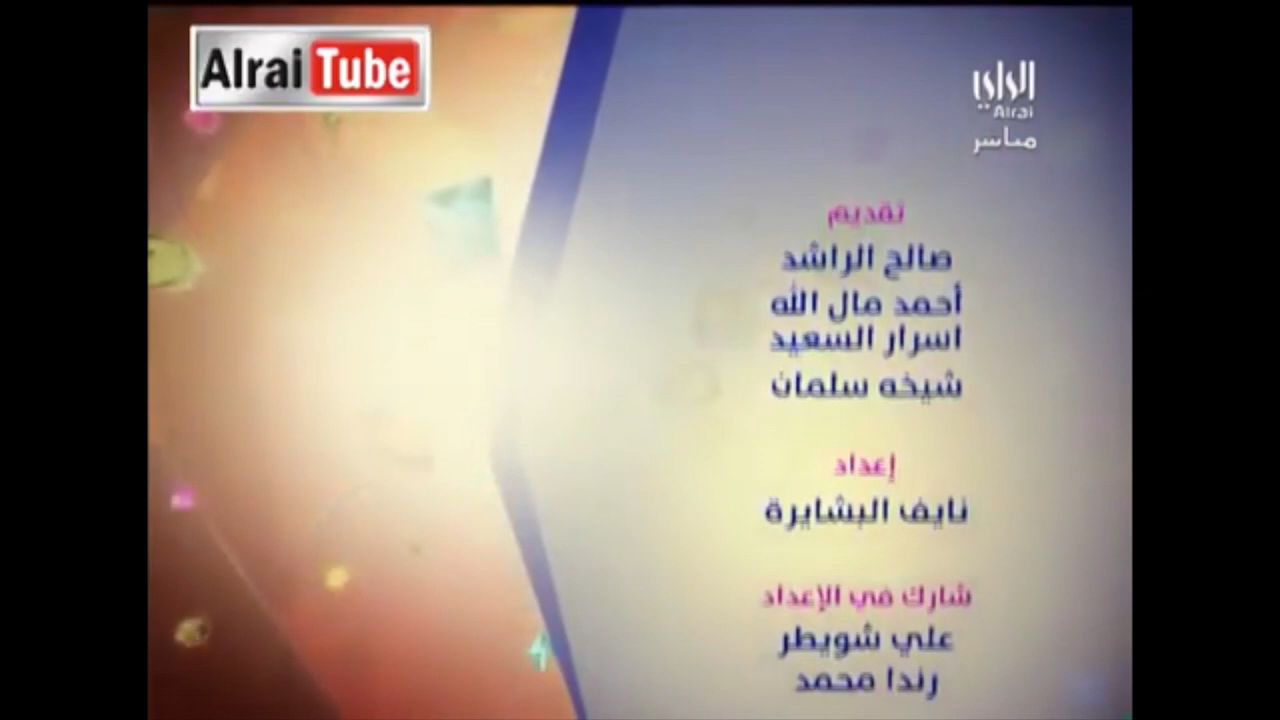 Alrai Tube
الراي
Alrai
مباشر
تقديم
صالح الراشد
أحمد مال الله
اسرار السعيد
شيخه سلمان
إعداد
نايف البشايرة
شارك في الإعداد
علي شويطر
رندا محمد